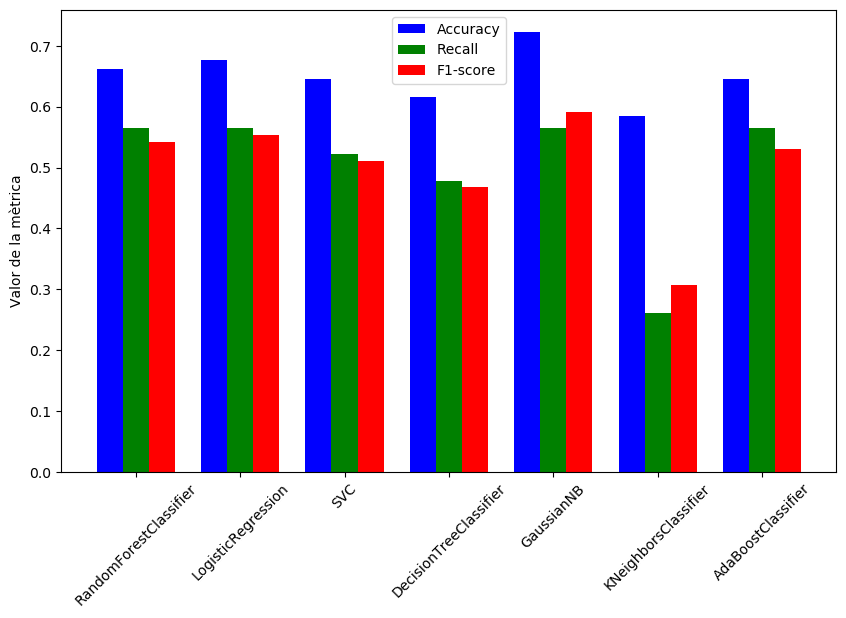 Accuracy
Recall
F1-score
Valor de la mètrica
0.7
0.6
0.5
0.4
0.3
0.2
0.1
0.0
RandomForestClassifier
LogisticRegression
SVC
DecisionTreeClassifier
GaussianNB
KNeighborsClassifier
AdaBoostClassifier